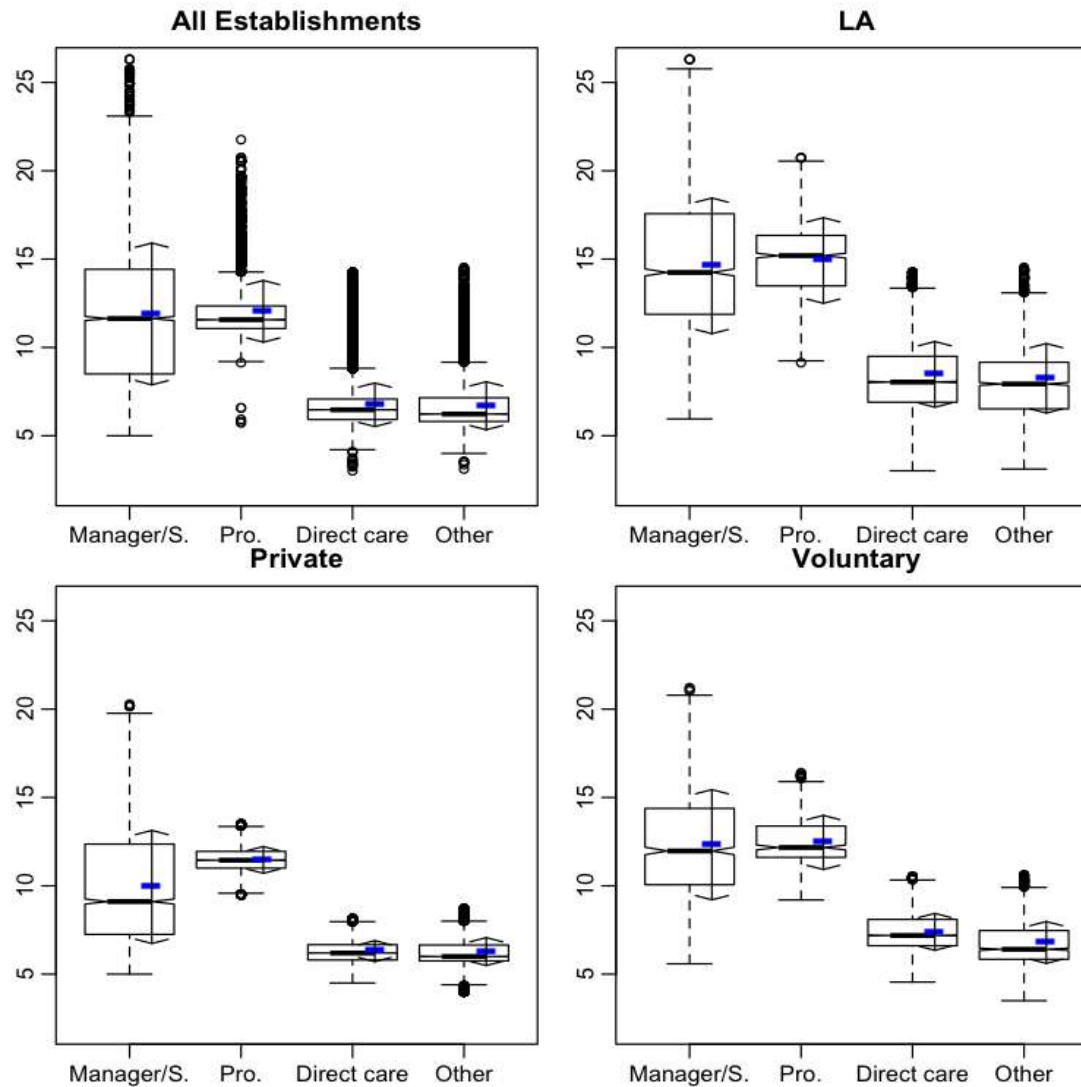 All Establishments
25
20
15
10
5
Manager/S. Pro. Direct care Other
LA
25
20
15
10
5
Manager/S. Pro. Direct care Other
Private
25
20
15
10
5
Manager/S. Pro. Direct care Other
Voluntary
25
20
15
10
5
Manager/S. Pro. Direct care Other